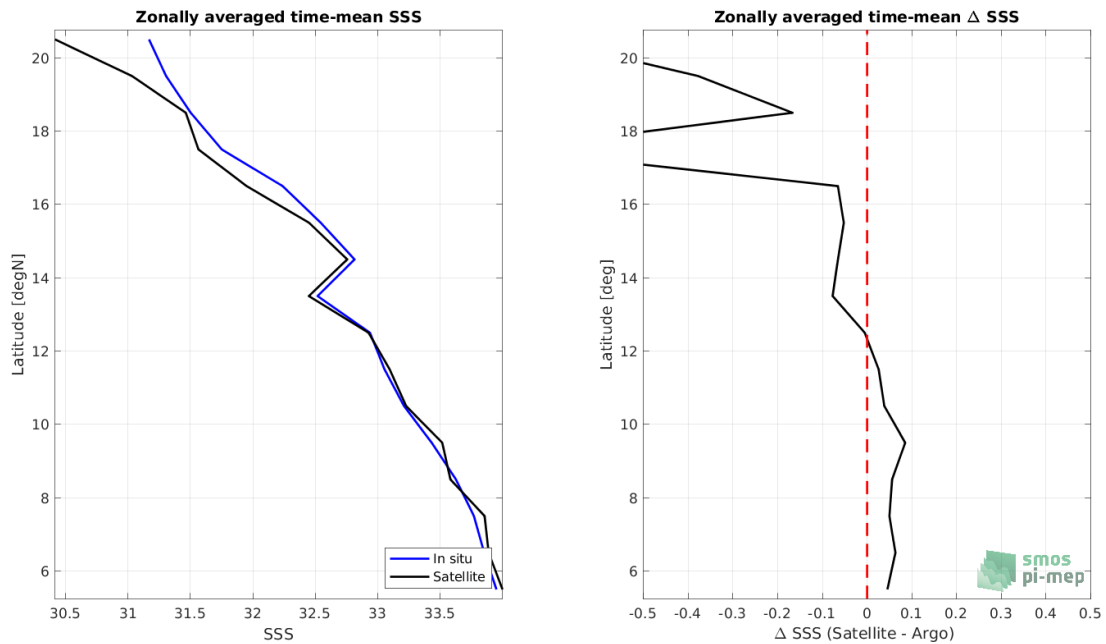 Zonally averaged time-mean SSS
20
18
16
14
12
10
8
6
Latitude [degN]
In situ
Satellite
30.5 31 31.5 32 32.5 33 33.5
SSS
Zonally averaged time-mean Δ SSS
20
18
16
14
12
10
8
6
Latitude [deg]
smos
pi-mep
-0.5 -0.4 -0.3 -0.2 -0.1 0 0.1 0.2 0.3 0.4 0.5
Δ SSS (Satellite - Argo)